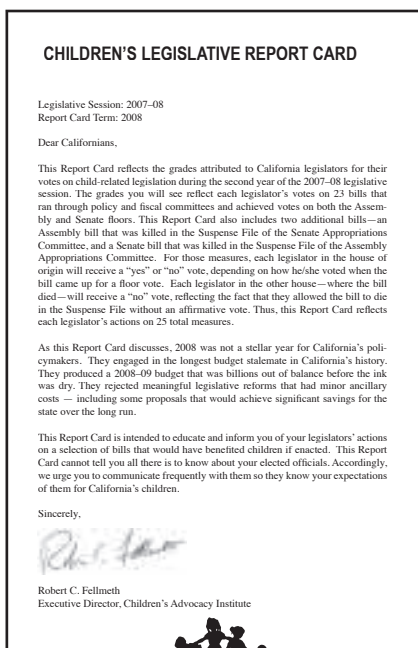 CHILDREN'S LEGISLATIVE REPORT CARD
Legislative Session: 2007–08
Report Card Term: 2008
Dear Californians,
This Report Card reflects the grades attributed to California legislators for their
votes on child-related legislation during the second year of the 2007–08 legislative
session. The grades you will see reflect each legislator's votes on 23 bills that
ran through policy and fiscal committees and achieved votes on both the Assem-
bly and Senate floors. This Report Card also includes two additional bills—an
Assembly bill that was killed in the Suspense File of the Senate Appropriations
Committee, and a Senate bill that was killed in the Suspense File of the Assembly
Appropriations Committee. For those measures, each legislator in the house of
origin will receive a "yes" or "no" vote, depending on how he/she voted when the
bill came up for a floor vote. Each legislator in the other house—where the bill
died—will receive a "no" vote, reflecting the fact that they allowed the bill to die
in the Suspense File without an affirmative vote. Thus, this Report Card reflects
each legislator's actions on 25 total measures.
As this Report Card discusses, 2008 was not a stellar year for California's poli-
cymakers. They engaged in the longest budget stalemate in California's history.
They produced a 2008–09 budget that was billions out of balance before the ink
was dry. They rejected meaningful legislative reforms that had minor ancillary
costs — including some proposals that would achieve significant savings for the
state over the long run.
This Report Card is intended to educate and inform you of your legislators' actions
on a selection of bills that would have benefited children if enacted. This Report
Card cannot tell you all there is to know about your elected officials. Accordingly,
we urge you to communicate frequently with them so they know your expectations
of them for California's children.
Sincerely,
Robert C. Fellmeth
Executive Director, Children's Advocacy Institute